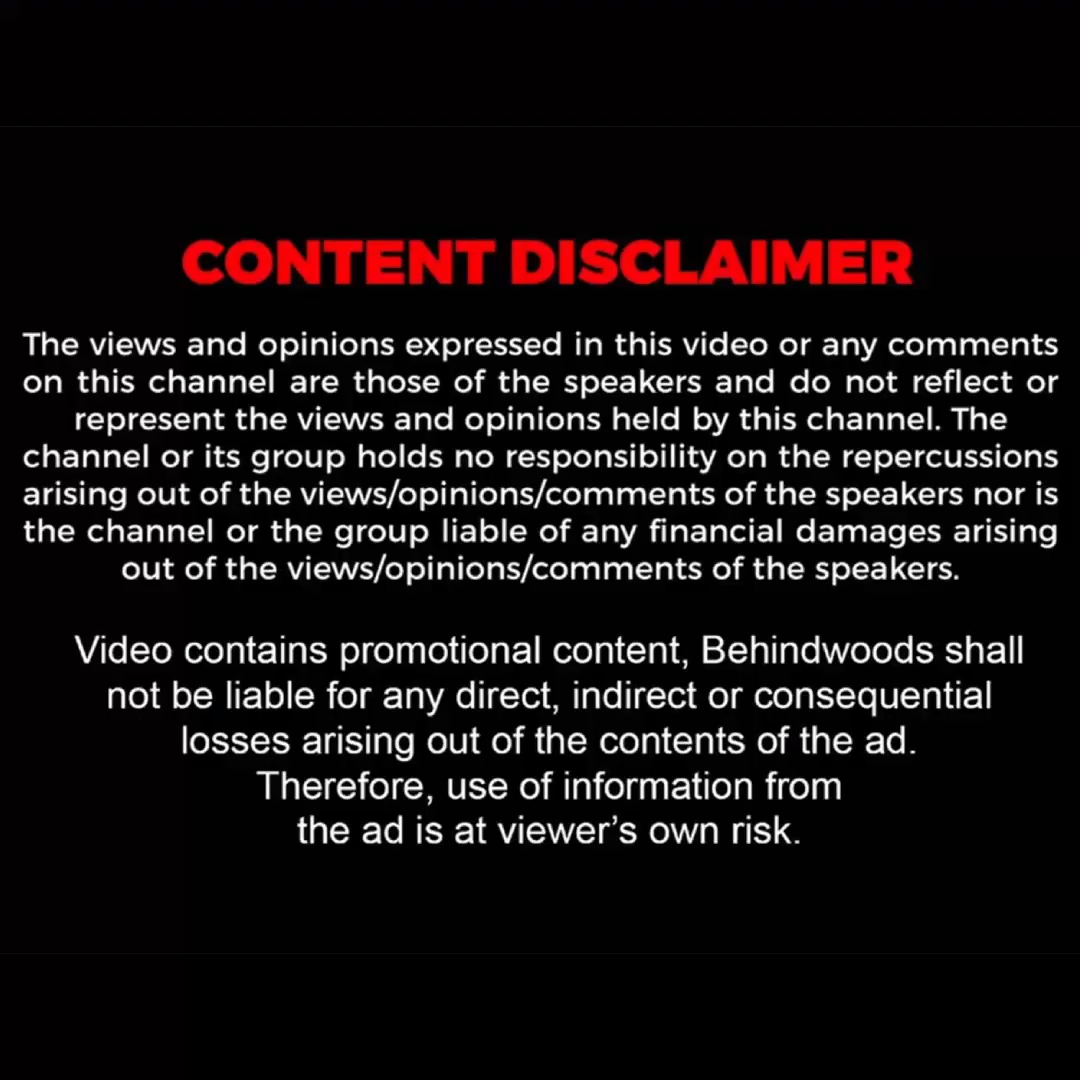 CONTENT DISCLAIMER
The views and opinions expressed in this video or any comments
on this channel are those of the speakers and do not reflect or
represent the views and opinions held by this channel. The
channel or its group holds no responsibility on the repercussions
arising out of the views/opinions/comments of the speakers nor is
the channel or the group liable of any financial damages arising
out of the views/opinions/comments of the speakers.
Video contains promotional content, Behindwoods shall
not be liable for any direct, indirect or consequential
losses arising out of the contents of the ad.
Therefore, use of information from
the ad is at viewer’s own risk.